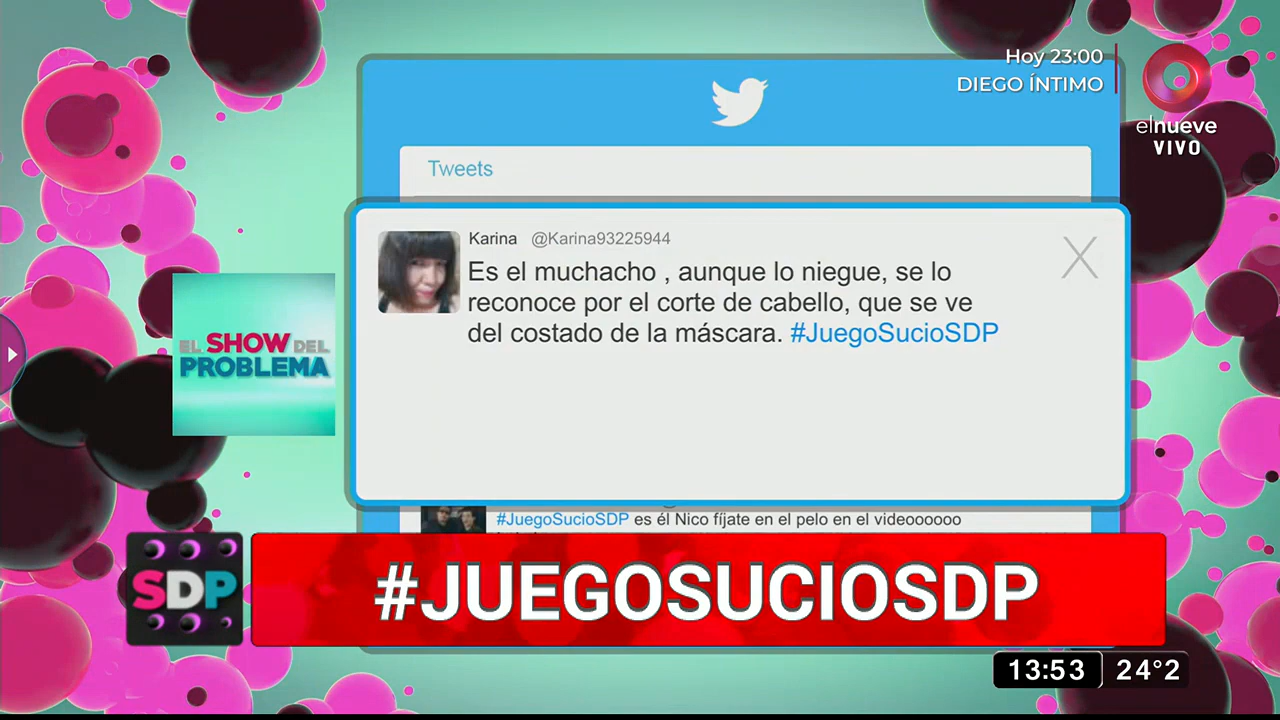 Hoy 23:00
DIEGO ÍNTIMO
elnueve
VIVO
Tweets
Karina @Karina93225944
Es el muchacho , aunque lo niegue, se lo
reconoce por el corte de cabello, que se ve
del costado de la máscara. #JuegoSucioSDP
EL SHOW DEL
PROBLEMA
#JuegoSucioSDP es él Nico fíjate en el pelo en el videoooooo
SDP
#JUEGOSUCIOSDP
13:53 24°2